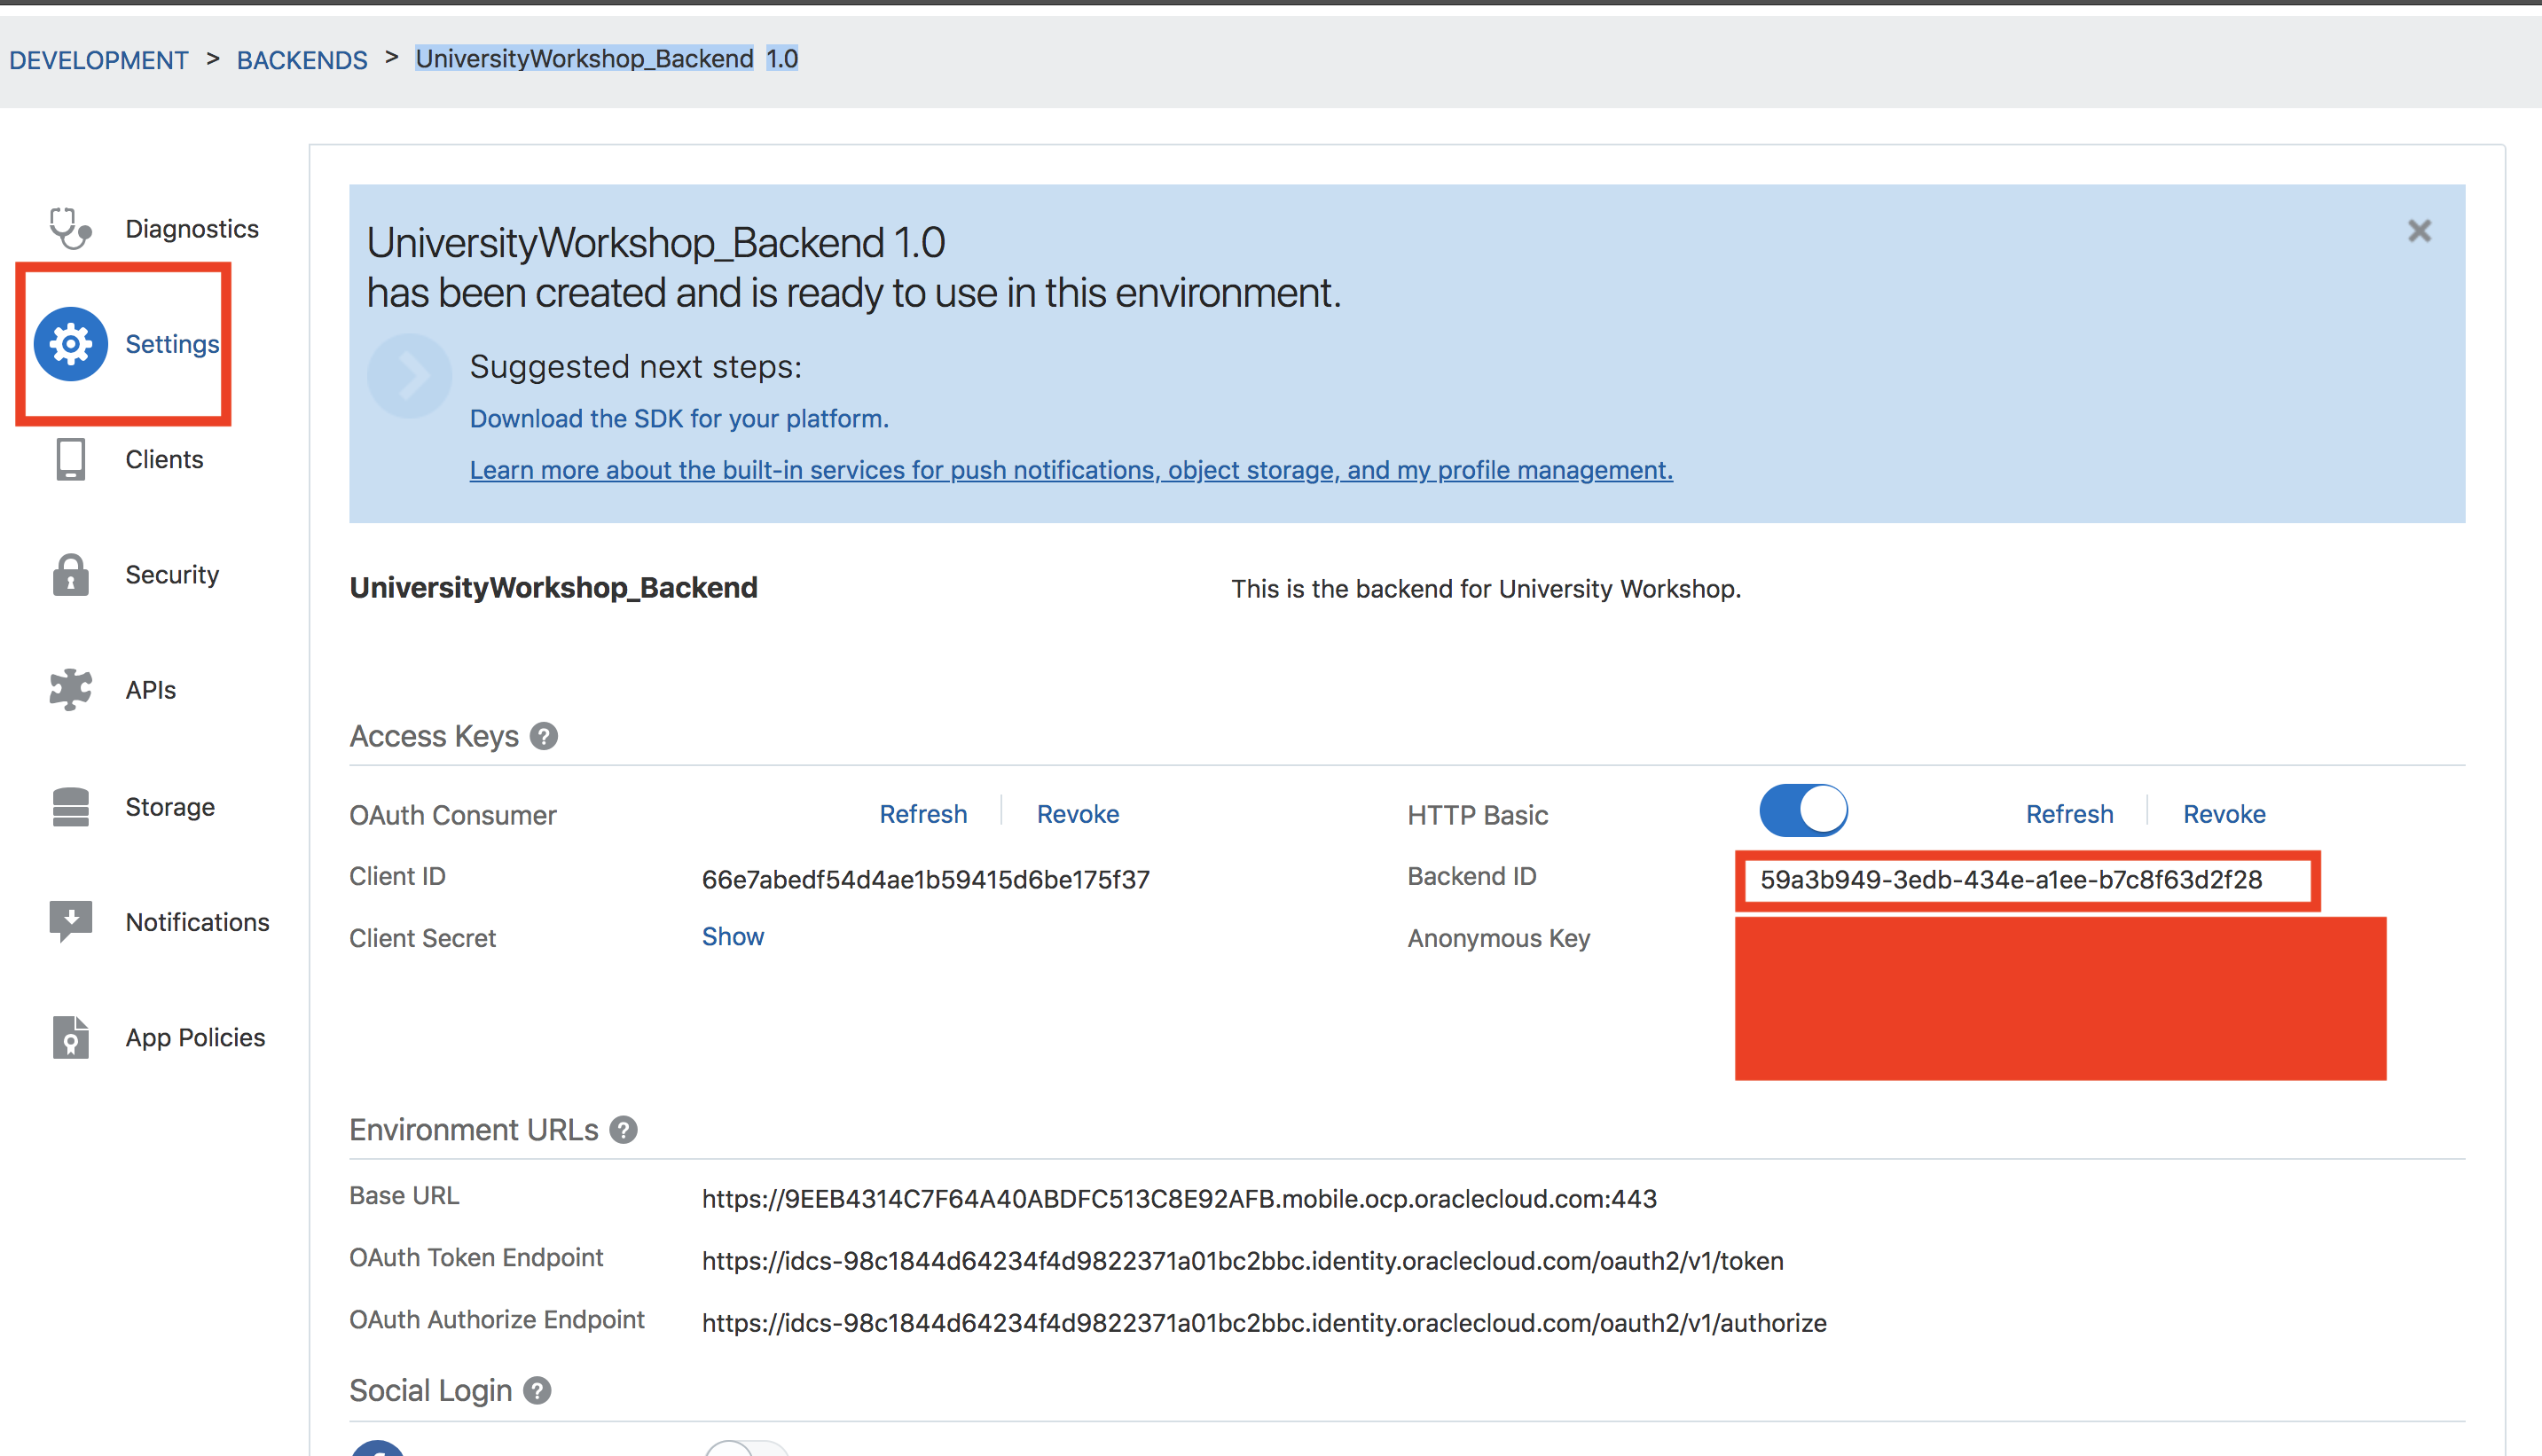 DEVELOPMENT > BACKENDS > UniversityWorkshop_Backend 1.0
Diagnostics
Settings
Clients
Security
APIs
Storage
Notifications
App Policies
UniversityWorkshop_Backend 1.0
has been created and is ready to use in this environment.
Suggested next steps:
Download the SDK for your platform.
Learn more about the built-in services for push notifications, object storage, and my profile management.
UniversityWorkshop_Backend
This is the backend for University Workshop.
Access Keys ?
OAuth Consumer Refresh Revoke
Client ID 66e7abedf54d4ae1b59415d6be175f37
Client Secret Show
HTTP Basic Refresh Revoke
Backend ID 59a3b949-3edb-434e-a1ee-b7c8f63d2f28
Anonymous Key
Environment URLs ?
Base URL https://9EEB4314C7F64A40ABDFC513C8E92AFB.mobile.ocp.oraclecloud.com:443
OAuth Token Endpoint https://idcs-98c1844d64234f4d9822371a01bc2bbc.identity.oraclecloud.com/oauth2/v1/token
OAuth Authorize Endpoint https://idcs-98c1844d64234f4d9822371a01bc2bbc.identity.oraclecloud.com/oauth2/v1/authorize
Social Login ?